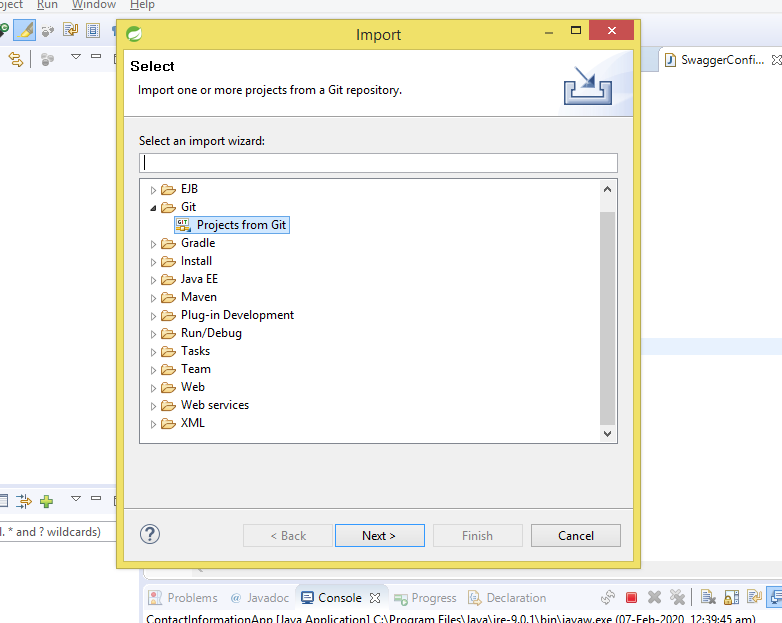 oject Run Window Help
Import
SwaggerConfi...
Select
Import one or more projects from a Git repository.
Select an import wizard:
EJB
Git
GIT Projects from Git
Gradle
Install
Java EE
Maven
Plug-in Development
Run/Debug
Tasks
Team
Web
Web services
XML
l. * and ? wildcards)
< Back Next > Finish Cancel
Problems @ Javadoc Console Progress Declaration
ContactInformationApp [Java Application] C:\Program Files\Java\jre-9.0.1\bin\javaw.exe (07-Feb-2020, 12:39:45 am)